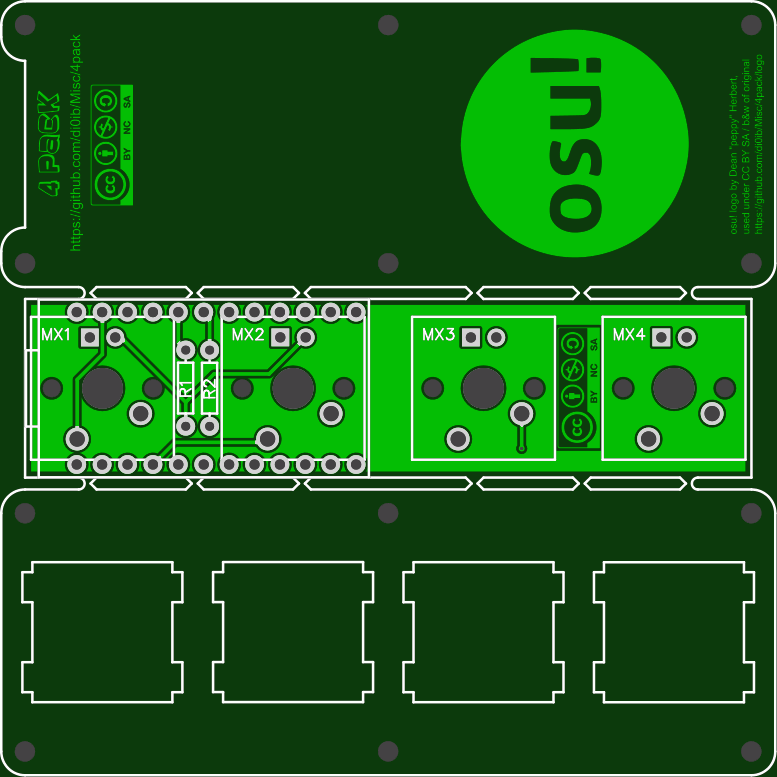 4 Pack
https://github.com/di0ib/Misc/4pack
cc
BY NC SA
osu!
osu! logo by Dean "peppy" Herbert,
used under CC BY SA / b&w of original
https://github.com/di0ib/Misc/4pack/logo
MX1
R1
R2
MX2
MX3
cc
BY NC SA
MX4